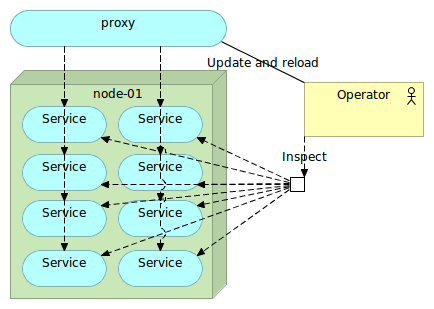 proxy
Update and reload
node-01
Operator
Service
Service
Inspect
Service
Service
Service
Service
Service
Service